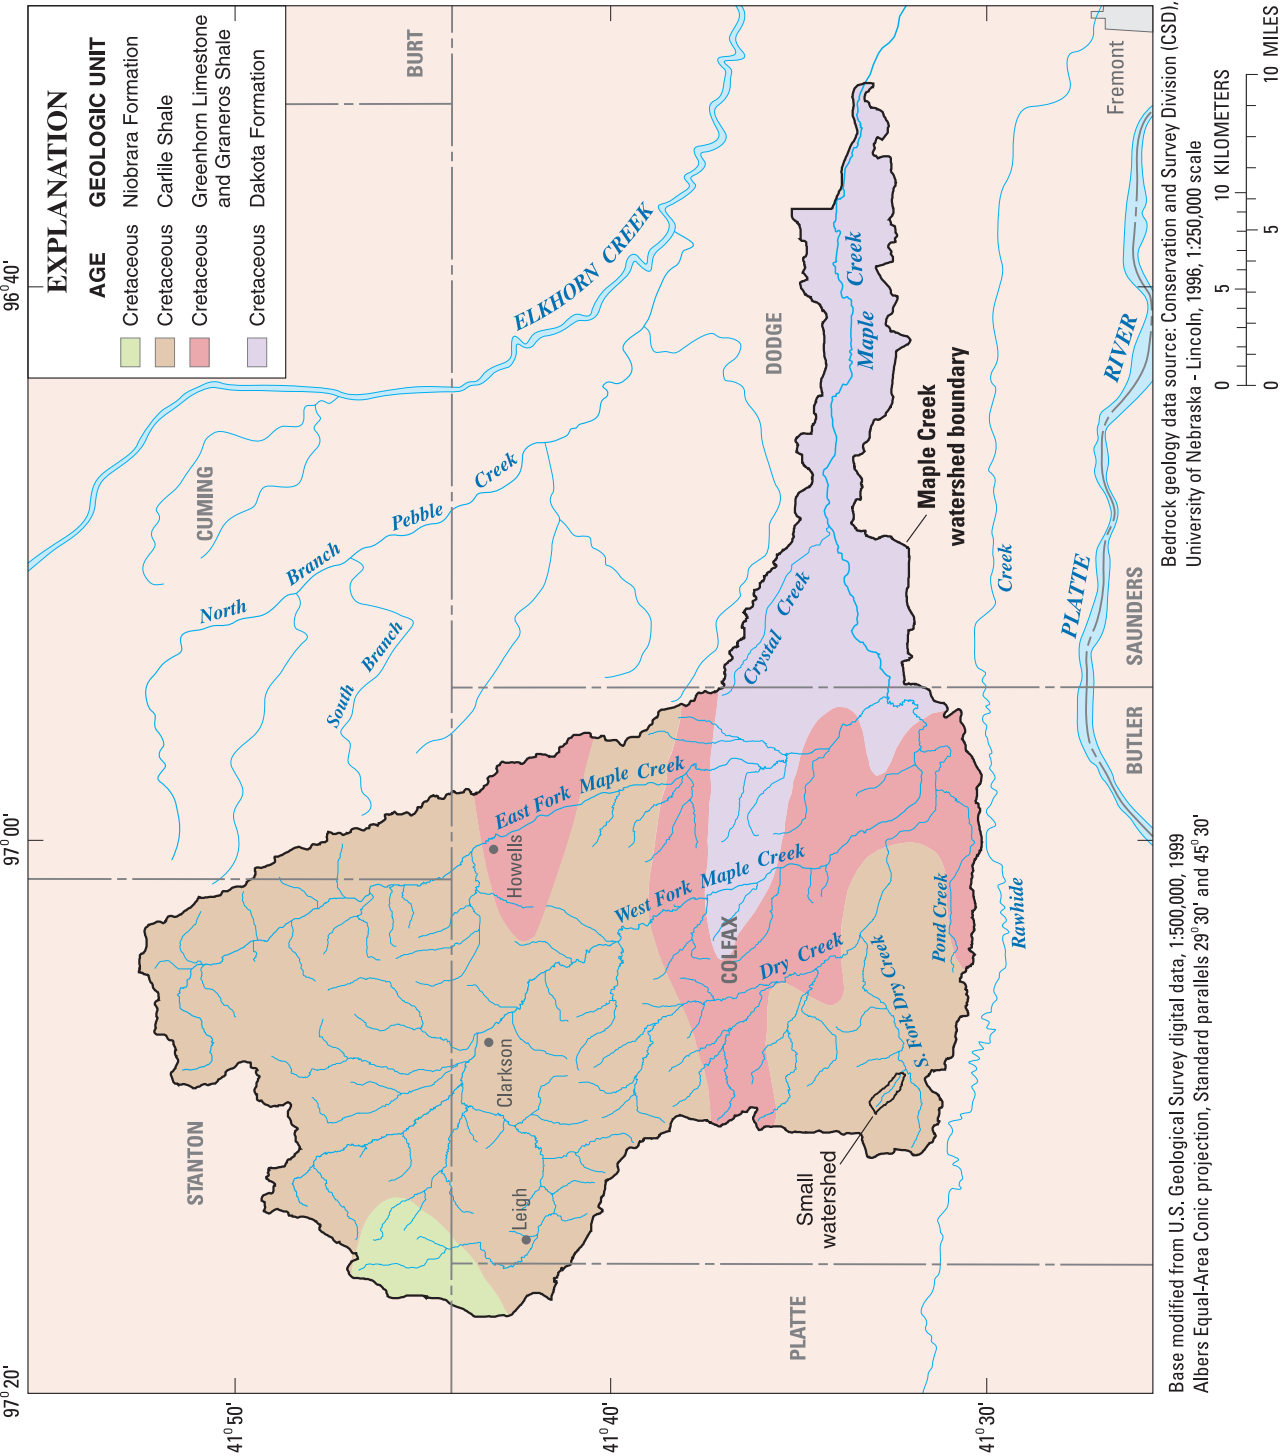 EXPLANATION
AGE GEOLOGIC UNIT
Cretaceous Niobrara Formation
Cretaceous Carlile Shale
Cretaceous Greenhorn Limestone
and Graneros Shale
Cretaceous Dakota Formation
97°20'
97°00'
96°40'
41°50'
41°40'
41°30'
STANTON
CUMING
BURT
PLATTE
COLFAX
DODGE
BUTLER
SAUNDERS
North Branch
South Branch
Pebble Creek
ELKHORN CREEK
Leigh
Clarkson
Howells
East Fork Maple Creek
West Fork Maple Creek
Dry Creek
S. Fork Dry Creek
Pond Creek
Crystal Creek
Maple Creek
Small
watershed
Maple Creek
watershed boundary
Rawhide Creek
PLATTE RIVER
Fremont
Base modified from U.S. Geological Survey digital data, 1:500,000, 1999
Albers Equal-Area Conic projection, Standard parallels 29°30' and 45°30'
Bedrock geology data source: Conservation and Survey Division (CSD),
University of Nebraska - Lincoln, 1996, 1:250,000 scale
0 5 10 KILOMETERS
0 5 10 MILES